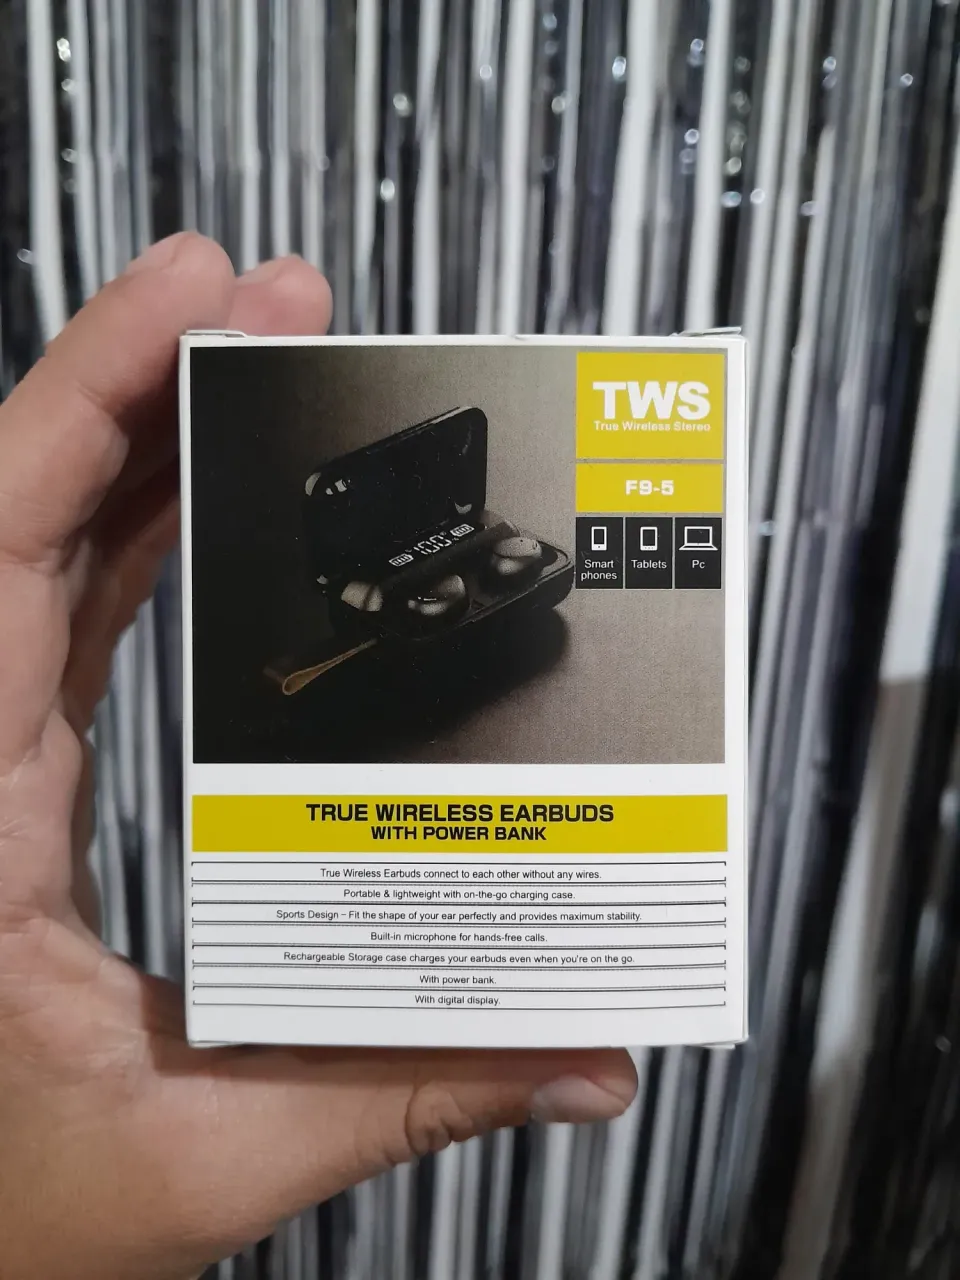 TWS
True Wireless Stereo
F9-5
Smart
phones
Tablets
Pc
100%
TRUE WIRELESS EARBUDS
WITH POWER BANK
True Wireless Earbuds connect to each other without any wires.
Portable & lightweight with on-the-go charging case.
Sports Design – Fit the shape of your ear perfectly and provides maximum stability.
Built-in microphone for hands-free calls.
Rechargeable Storage case charges your earbuds even when you're on the go.
With power bank.
With digital display.